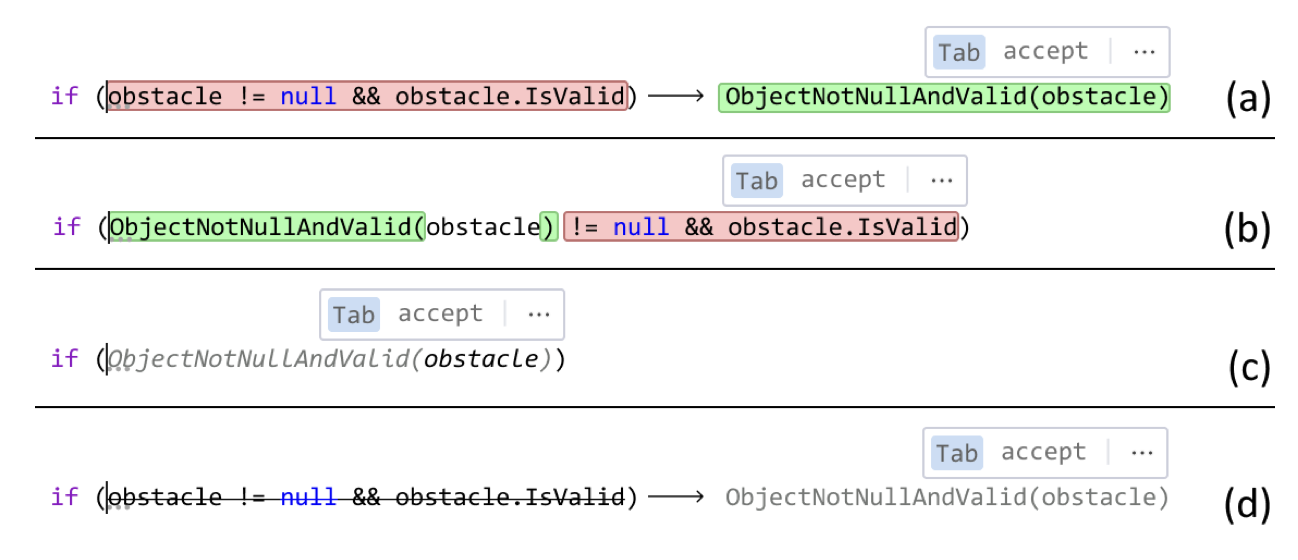 Tab accept ...
if (obstacle != null && obstacle.IsValid) → ObjectNotNullAndValid(obstacle) (a)
Tab accept ...
if (ObjectNotNullAndValid(obstacle) != null && obstacle.IsValid) (b)
Tab accept ...
if (ObjectNotNullAndValid(obstacle)) (c)
Tab accept ...
if (obstacle != null && obstacle.IsValid) → ObjectNotNullAndValid(obstacle) (d)